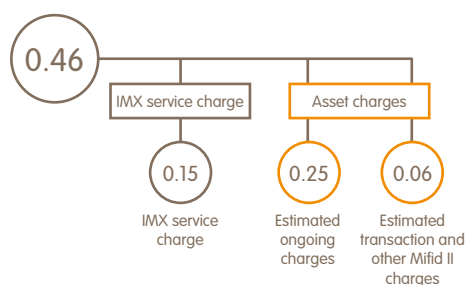 0.46
IMX service charge
Asset charges
0.15
0.25
0.06
IMX service
charge
Estimated
ongoing
charges
Estimated
transaction and
other Mifid II
charges